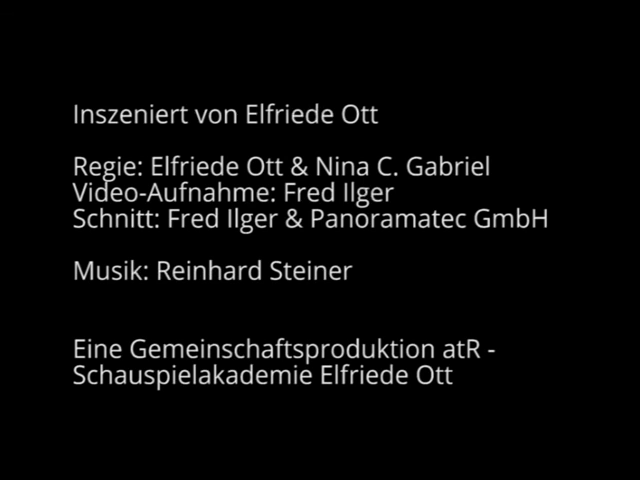 Inszeniert von Elfriede Ott
Regie: Elfriede Ott & Nina C. Gabriel
Video-Aufnahme: Fred Ilger
Schnitt: Fred Ilger & Panoramatec GmbH
Musik: Reinhard Steiner
Eine Gemeinschaftsproduktion atR -
Schauspielakademie Elfriede Ott